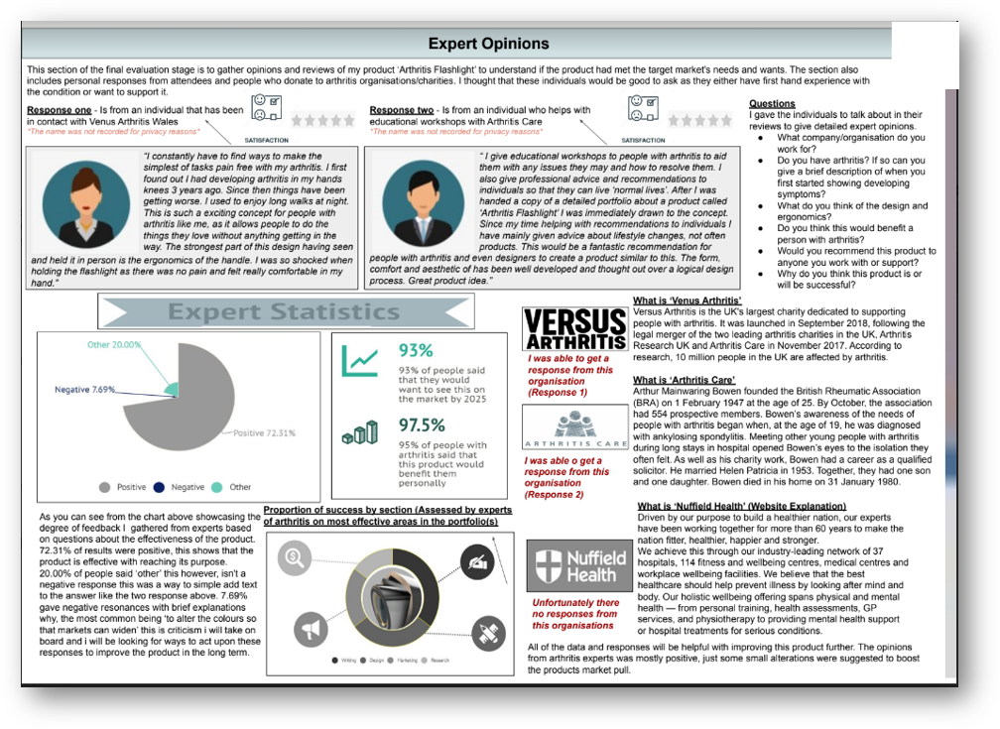 Expert Opinions
This section of the final evaluation stage is to gather opinions and reviews of my product ‘Arthritis Flashlight’ to understand if the product had met the target market’s needs and wants. The section also
includes personal responses from attendees and people who donate to arthritis organisations/charities. I thought that these individuals would be good to ask as they either have first hand experience with
the condition or want to support it.
Response one - Is from an individual that has been
in contact with Venus Arthritis Wales
*The name was not recorded for privacy reasons*
SATISFACTION
“I constantly have to find ways to make the
simplest of tasks pain free with my arthritis. I first
found out I had developed arthritis in my hands
knees 3 years ago. Since then things have been
getting worse. I used to enjoy long walks at night.
This is such a exciting concept for people with
arthritis like me, as it allows people to do the
things they love without anything getting in the
way. The strongest part of this design having seen
and held it in person is the ergonomics of the handle. I was so shocked when
holding the flashlight as there was no pain and felt really comfortable in my
hand.”
Response two - Is from an individual who helps with
educational workshops with Arthritis Care
*The name was not recorded for privacy reasons*
SATISFACTION
“ I give educational workshops to people with arthritis to aid
them with any issues they may and how to resolve them. I
also give professional advice and recommendations to
individuals so that they can live ‘normal lives’. After I was
handed a copy of a detailed portfolio about a product called
‘Arthritis Flashlight’ I was immediately drawn to the concept.
Since my time helping with recommendations to individuals I
have mainly given advice about lifestyle changes, not often
products. This would be a fantastic recommendation for
people with arthritis and even designers to create a product similar to this. The form,
comfort and aesthetic of has been well developed and thought out over a logical design
process. Great product idea.”
Questions
I gave the individuals to talk about in their
reviews to give detailed expert opinions.
● What company/organisation do you
work for?
● Do you have arthritis? If so can you
give a brief description of when you
first started showing developing
symptoms?
● What do you think of the design and
ergonomics?
● Do you think this would benefit a
person with arthritis?
● Would you recommend this product to
anyone you work with or support?
● Why do you think this product is or
will be successful?
Expert Statistics
Other 20.00%
Negative 7.69%
Positive 72.31%
Positive Negative Other
93%
93% of people said
that they would
want to see this on
the market by 2025
97.5%
95% of people with
arthritis said that
this product would
benefit them
personally
VERSUS
ARTHRITIS
I was able to get a
response from this
organisation
(Response 1)
ARTHRITIS CARE
I was able o get a
response from this
organisation
(Response 2)
What is ‘Venus Arthritis’
Versus Arthritis is the UK's largest charity dedicated to supporting
people with arthritis. It was launched in September 2018, following the
legal merger of the two leading arthritis charities in the UK, Arthritis
Research UK and Arthritis Care in November 2017. According to
research, 10 million people in the UK are affected by arthritis.
What is ‘Arthritis Care’
Arthur Mainwaring Bowen founded the British Rheumatic Association
(BRA) on 1 February 1947 at the age of 25. By October, the association
had 554 prospective members. Bowen’s awareness of the needs of
people with arthritis began when, at the age of 19, he was diagnosed
with ankylosing spondylitis. Meeting other young people with arthritis
during long stays in hospital opened Bowen’s eyes to the isolation they
often felt. As well as his charity work, Bowen had a career as a qualified
solicitor. He married Helen Patricia in 1953. Together, they had one son
and one daughter. Bowen died in his home on 31 January 1980.
As you can see from the chart above showcasing the
degree of feedback I gathered from experts based
on questions about the effectiveness of the product.
72.31% of results were positive, this shows that the
product is effective with reaching its purpose.
20.00% of people said ‘other’ this however, isn’t a
negative response this was a way to simple add text
to the answer like the two response above. 7.69%
gave negative resonances with brief explanations
why, the most common being ‘to alter the colours so
that markets can widen’ this is criticism i will take on
board and i will be looking for ways to act upon these
responses to improve the product in the long term.
Proportion of success by section (Assessed by experts
of arthritis on most effective areas in the portfolio(s)
Writing Design Marketing Research
Nuffield
Health
Unfortunately there
no responses from
this organisations
What is ‘Nuffield Health’ (Website Explanation)
Driven by our purpose to build a healthier nation, our experts
have been working together for more than 60 years to make the
nation fitter, healthier, happier and stronger.
We achieve this through our industry-leading network of 37
hospitals, 114 fitness and wellbeing centres, medical centres and
workplace wellbeing facilities. We believe that the best
healthcare should help prevent illness by looking after mind and
body. Our holistic wellbeing offering spans physical and mental
health — from personal training, health assessments, GP
services, and physiotherapy to providing mental health support
or hospital treatments for serious conditions.
All of the data and responses will be helpful with improving this product further. The opinions
from arthritis experts was mostly positive, just some small alterations were suggested to boost
the products market pull.